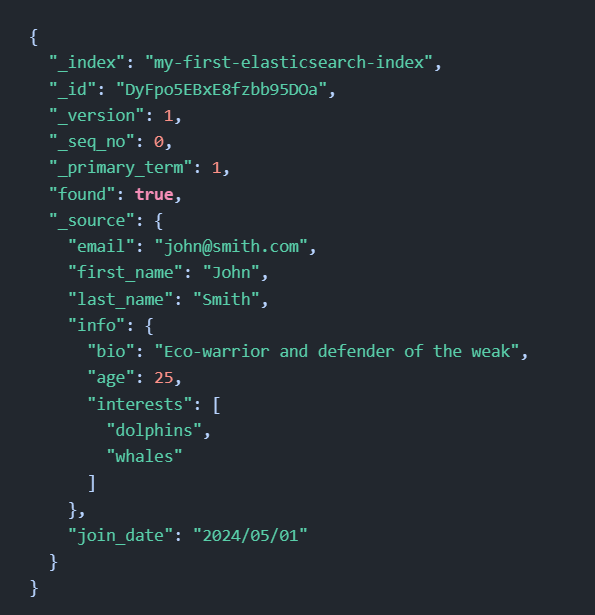 {
  "_index": "my-first-elasticsearch-index",
  "_id": "DyFpo5EBxE8fzbb95DOa",
  "_version": 1,
  "_seq_no": 0,
  "_primary_term": 1,
  "found": true,
  "_source": {
    "email": "john@smith.com",
    "first_name": "John",
    "last_name": "Smith",
    "info": {
      "bio": "Eco-warrior and defender of the weak",
      "age": 25,
      "interests": [
        "dolphins",
        "whales"
      ]
    },
    "join_date": "2024/05/01"
  }
}